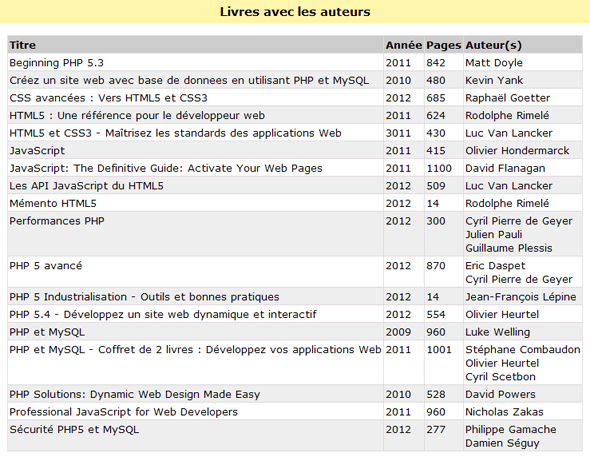 Livres avec les auteurs
Titre Année Pages Auteur(s)
Beginning PHP 5.3 2011 842 Matt Doyle
Créez un site web avec base de donnees en utilisant PHP et MySQL 2010 480 Kevin Yank
CSS avancées : Vers HTML5 et CSS3 2012 685 Raphaël Goetter
HTML5 : Une référence pour le développeur web 2011 624 Rodolphe Rimelé
HTML5 et CSS3 - Maîtrisez les standards des applications Web 3011 430 Luc Van Lancker
JavaScript 2011 415 Olivier Hondermarck
JavaScript: The Definitive Guide: Activate Your Web Pages 2011 1100 David Flanagan
Les API JavaScript du HTML5 2012 509 Luc Van Lancker
Mémento HTML5 2012 14 Rodolphe Rimelé
Performances PHP 2012 300 Cyril Pierre de Geyer
Julien Pauli
Guillaume Plessis
PHP 5 avancé 2012 870 Eric Daspet
Cyril Pierre de Geyer
PHP 5 Industrialisation - Outils et bonnes pratiques 2012 14 Jean-François Lépine
PHP 5.4 - Développez un site web dynamique et interactif 2012 554 Olivier Heurtel
PHP et MySQL 2009 960 Luke Welling
PHP et MySQL - Coffret de 2 livres : Développez vos applications Web 2011 1001 Stéphane Combaudon
Olivier Heurtel
Cyril Scetbon
PHP Solutions: Dynamic Web Design Made Easy 2010 528 David Powers
Professional JavaScript for Web Developers 2011 960 Nicholas Zakas
Sécurité PHP5 et MySQL 2012 277 Philippe Gamache
Damien Séguy